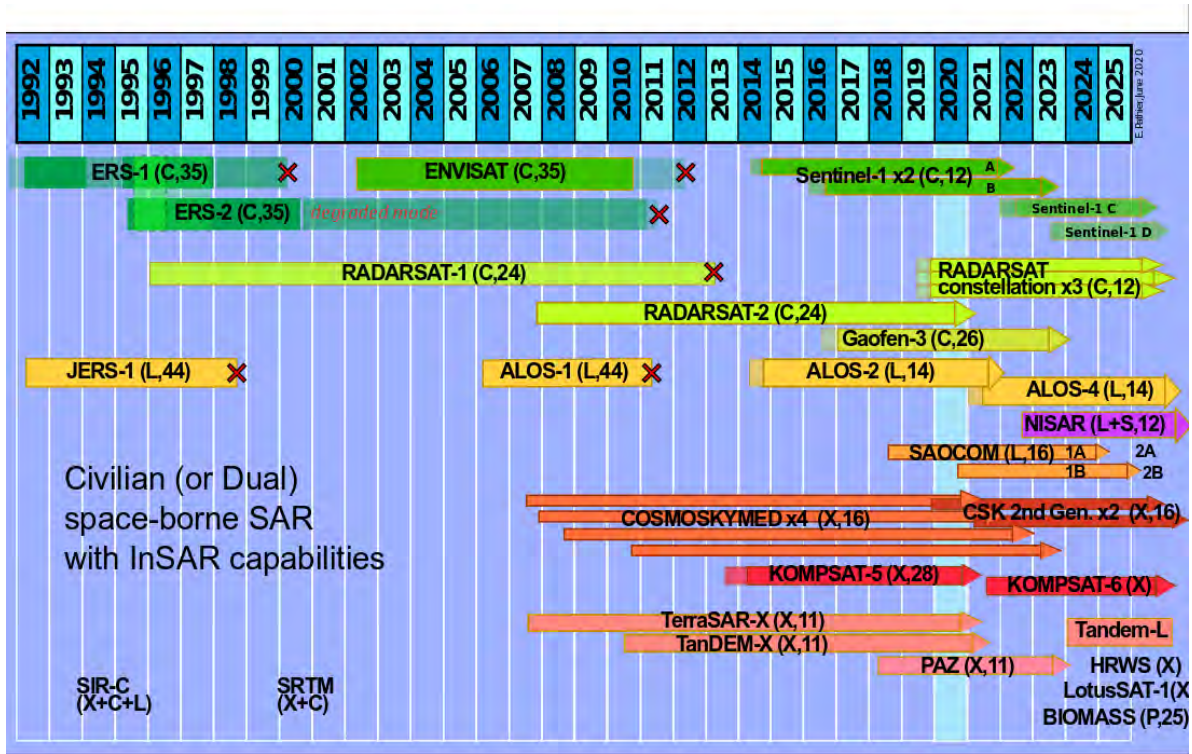 1992 1993 1994 1995 1996 1997 1998 1999 2000 2001 2002 2003 2004 2005 2006 2007 2008 2009 2010 2011 2012 2013 2014 2015 2016 2017 2018 2019 2020 2021 2022 2023 2024 2025
E. Pathier, June 2020
ERS-1 (C,35)
ENVISAT (C,35)
Sentinel-1 x2 (C,12)
A
B
ERS-2 (C,35) degraded mode
Sentinel-1 C
Sentinel-1 D
RADARSAT-1 (C,24)
RADARSAT
constellation x3 (C,12)
RADARSAT-2 (C,24)
Gaofen-3 (C,26)
JERS-1 (L,44)
ALOS-1 (L,44)
ALOS-2 (L,14)
ALOS-4 (L,14)
NISAR (L+S,12)
SAOCOM (L,16) 1A 2A
1B 2B
Civilian (or Dual)
space-borne SAR
with InSAR capabilities
COSMOSKYMED x4 (X,16)
CSK 2nd Gen. x2 (X,16)
KOMPSAT-5 (X,28)
KOMPSAT-6 (X)
TerraSAR-X (X,11)
TanDEM-X (X,11)
Tandem-L
PAZ (X,11)
HRWS (X)
SIR-C
(X+C+L)
SRTM
(X+C)
LotusSAT-1(X
BIOMASS (P,25)